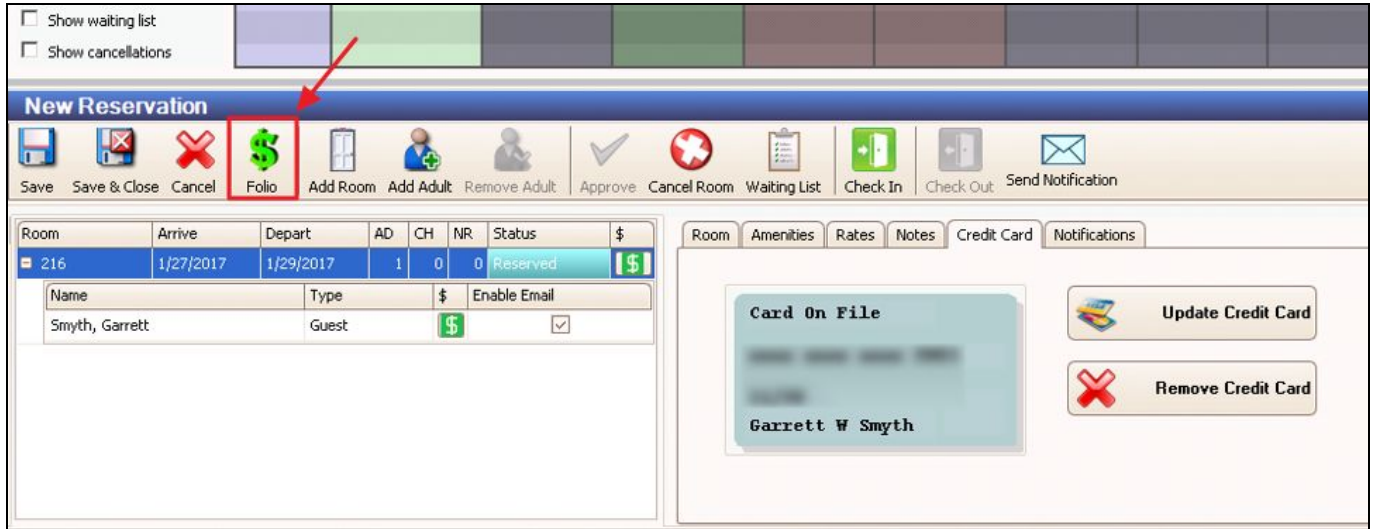 Show waiting list
Show cancellations
New Reservation
Save Save & Close Cancel Folio Add Room Add Adult Remove Adult Approve Cancel Room Waiting List Check In Check Out Send Notification
Room Arrive Depart AD CH NR Status $
Room Amenities Rates Notes Credit Card Notifications
216 1/27/2017 1/29/2017 1 0 0 Reserved $
Name Type $ Enable Email
Smyth, Garrett Guest $
Card On File
Garrett W Smyth
Update Credit Card
Remove Credit Card